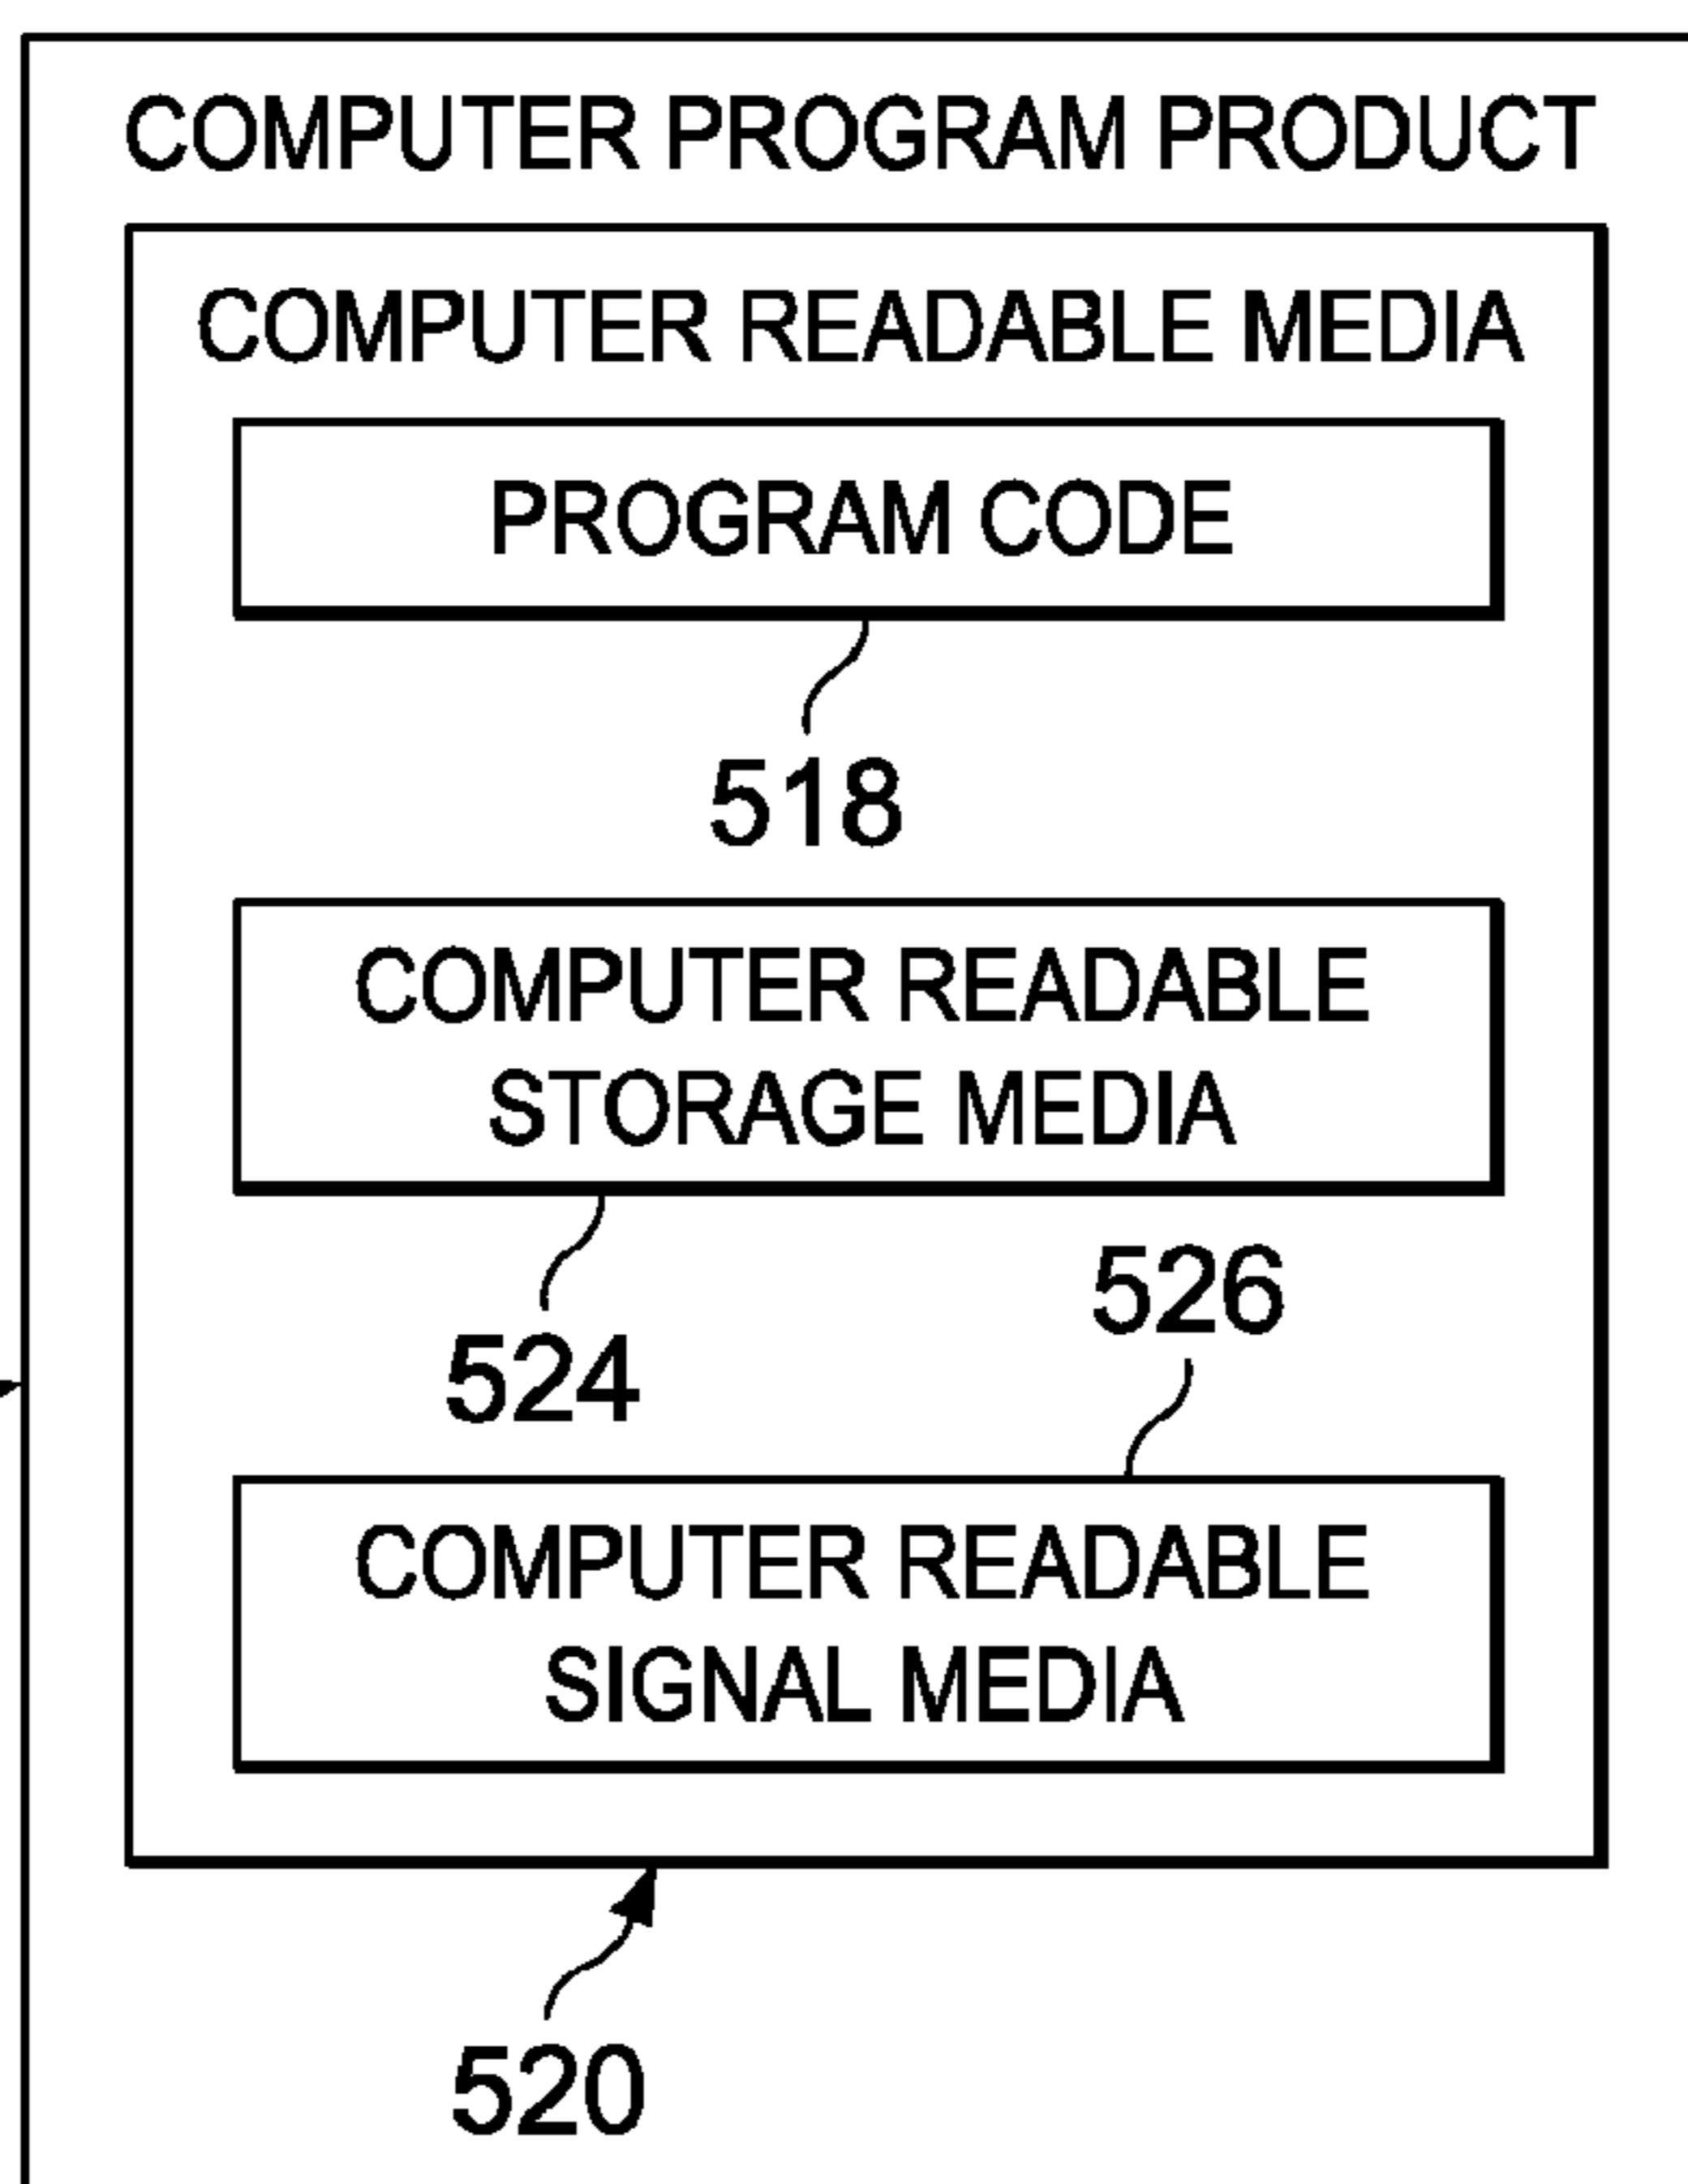 COMPUTER PROGRAM PRODUCT
COMPUTER READABLE MEDIA
PROGRAM CODE
518
COMPUTER READABLE
STORAGE MEDIA
526
524
COMPUTER READABLE
SIGNAL MEDIA
520